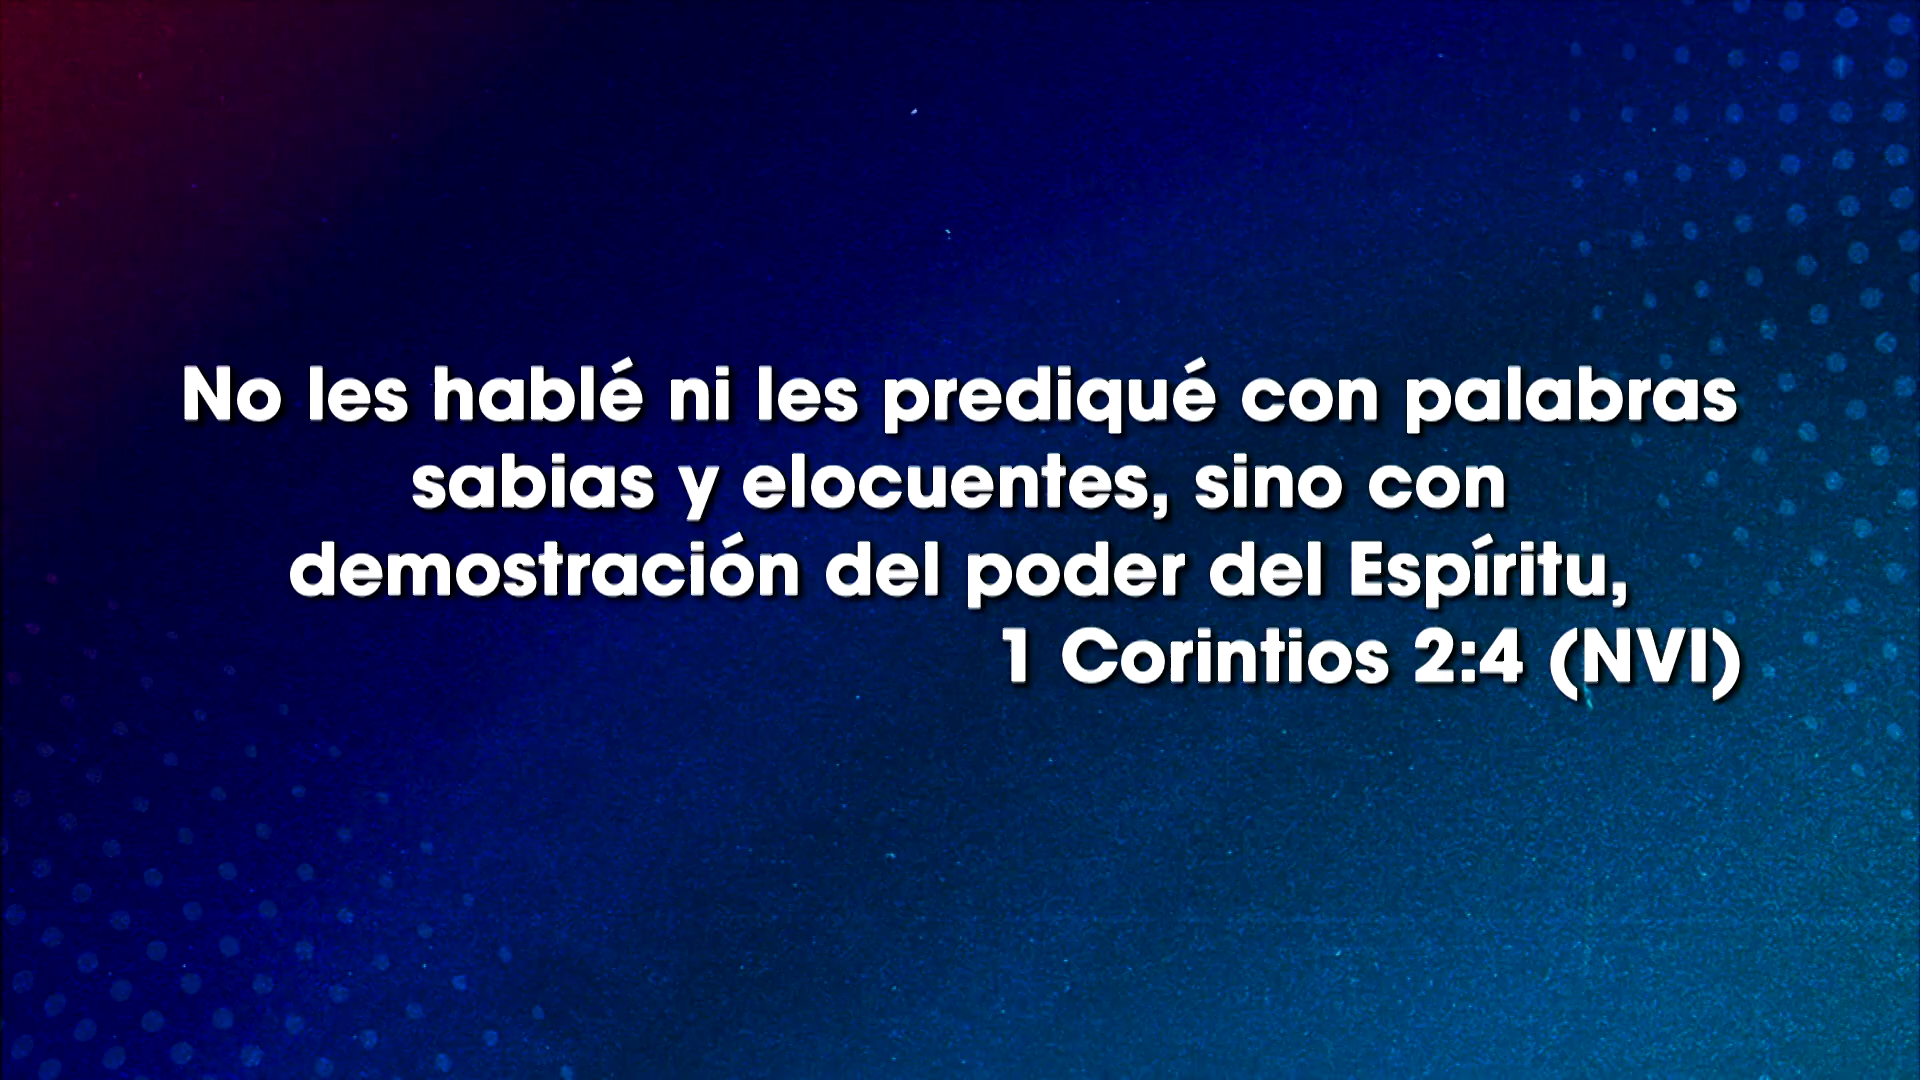 No les hablé ni les prediqué con palabras
sabias y elocuentes, sino con
demostración del poder del Espíritu,
1 Corintios 2:4 (NVI)